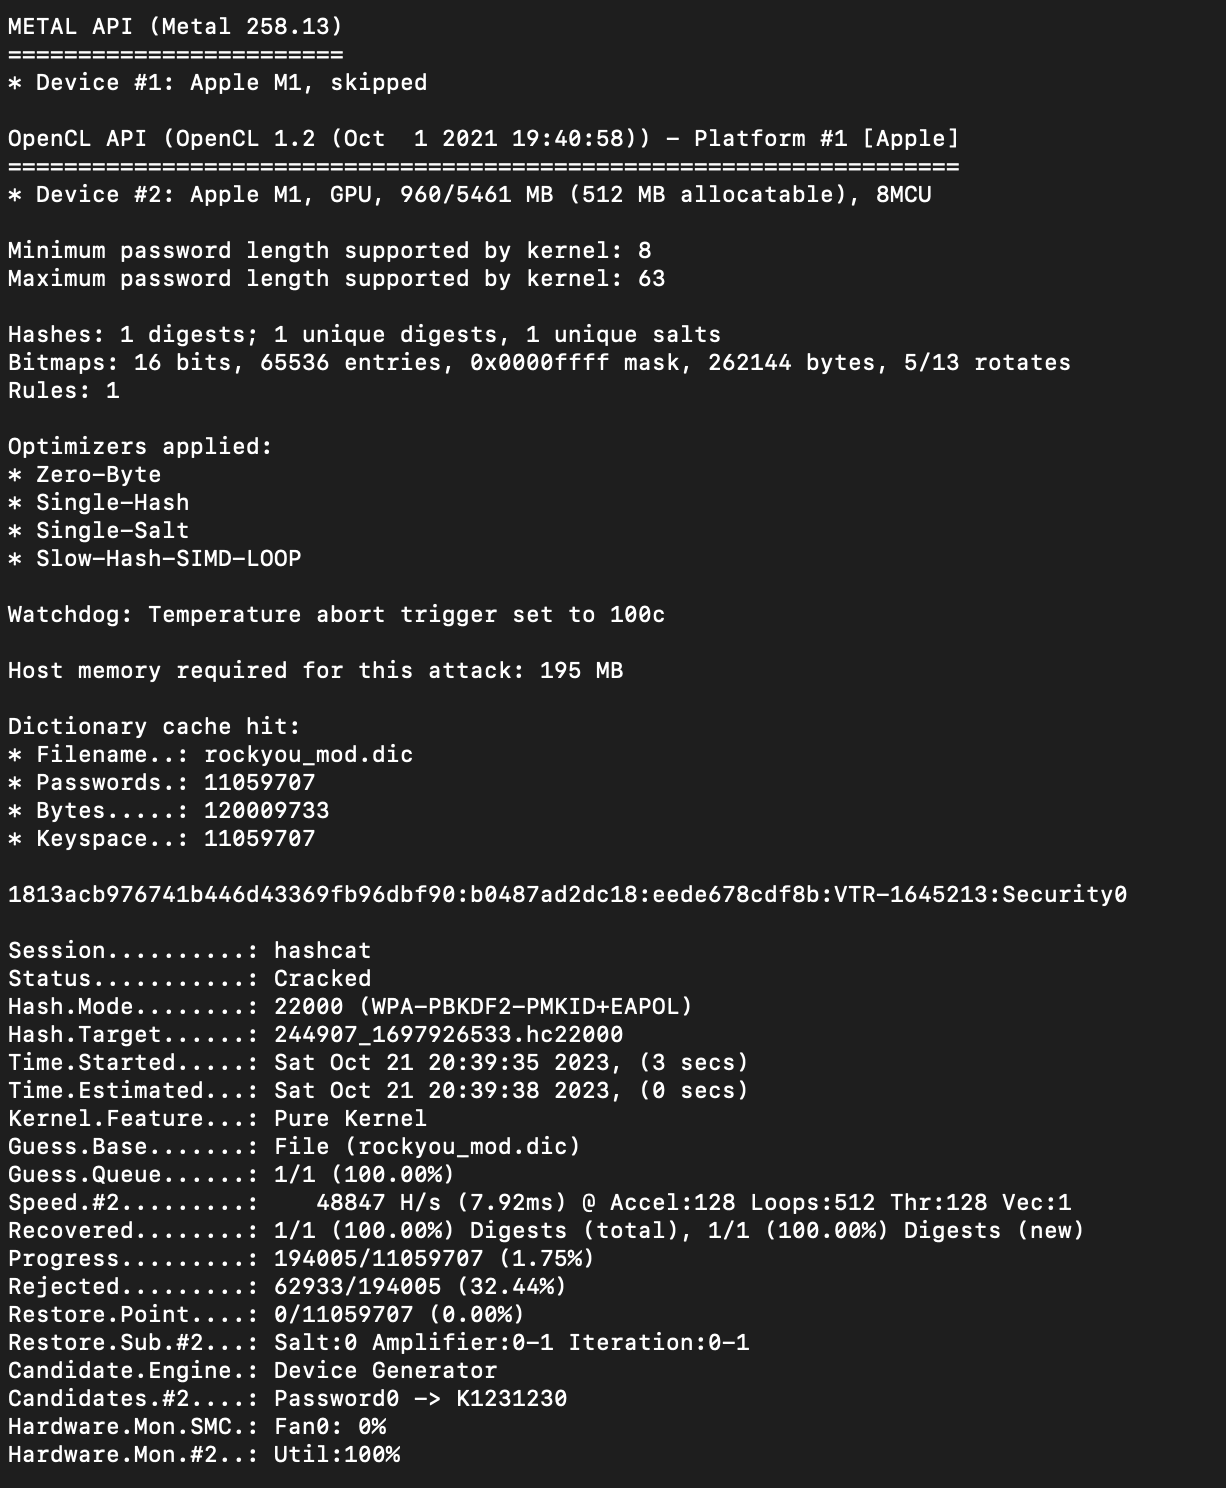 METAL API (Metal 258.13)
========================
* Device #1: Apple M1, skipped
OpenCL API (OpenCL 1.2 (Oct  1 2021 19:40:58)) - Platform #1 [Apple]
====================================================================
* Device #2: Apple M1, GPU, 960/5461 MB (512 MB allocatable), 8MCU
Minimum password length supported by kernel: 8
Maximum password length supported by kernel: 63
Hashes: 1 digests; 1 unique digests, 1 unique salts
Bitmaps: 16 bits, 65536 entries, 0x0000ffff mask, 262144 bytes, 5/13 rotates
Rules: 1
Optimizers applied:
* Zero-Byte
* Single-Hash
* Single-Salt
* Slow-Hash-SIMD-LOOP
Watchdog: Temperature abort trigger set to 100c
Host memory required for this attack: 195 MB
Dictionary cache hit:
* Filename..: rockyou_mod.dic
* Passwords.: 11059707
* Bytes.....: 120009733
* Keyspace..: 11059707
1813acb976741b446d43369fb96dbf90:b0487ad2dc18:eede678cdf8b:VTR-1645213:Security0
Session..........: hashcat
Status...........: Cracked
Hash.Mode........: 22000 (WPA-PBKDF2-PMKID+EAPOL)
Hash.Target......: 244907_1697926533.hc22000
Time.Started.....: Sat Oct 21 20:39:35 2023, (3 secs)
Time.Estimated...: Sat Oct 21 20:39:38 2023, (0 secs)
Kernel.Feature...: Pure Kernel
Guess.Base.......: File (rockyou_mod.dic)
Guess.Queue......: 1/1 (100.00%)
Speed.#2.........:    48847 H/s (7.92ms) @ Accel:128 Loops:512 Thr:128 Vec:1
Recovered........: 1/1 (100.00%) Digests (total), 1/1 (100.00%) Digests (new)
Progress.........: 194005/11059707 (1.75%)
Rejected.........: 62933/194005 (32.44%)
Restore.Point....: 0/11059707 (0.00%)
Restore.Sub.#2...: Salt:0 Amplifier:0-1 Iteration:0-1
Candidate.Engine.: Device Generator
Candidates.#2....: Password0 -> K1231230
Hardware.Mon.SMC.: Fan0: 0%
Hardware.Mon.#2..: Util:100%